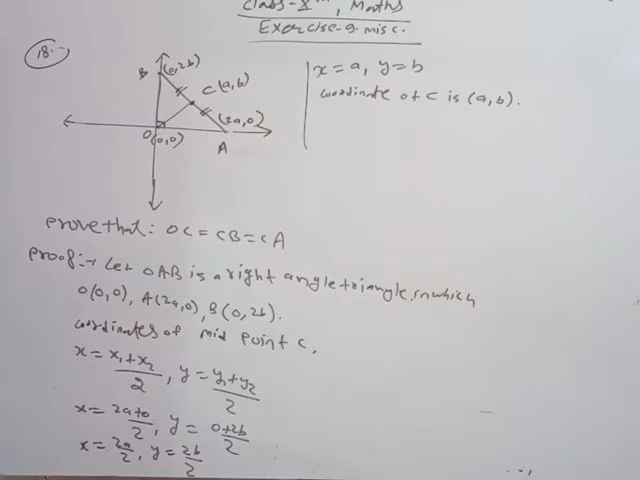 Class-X, Maths
Exercise-9 misc.
18.-
B (0,2b)
C(a,b)
(2a,0)
O (0,0)
A
x=a, y=b
coordinate of C is (a,b).
prove that: OC = CB = CA
Proof:→ Let OAB is a right angle triangle, in which
O(0,0), A(2a,0), B(0,2b).
coordinates of mid point C,
x = x₁+x₂/2, y = y₁+y₂/2
x = 2a+0/2, y = 0+2b/2
x = 2a/2, y = 2b/2